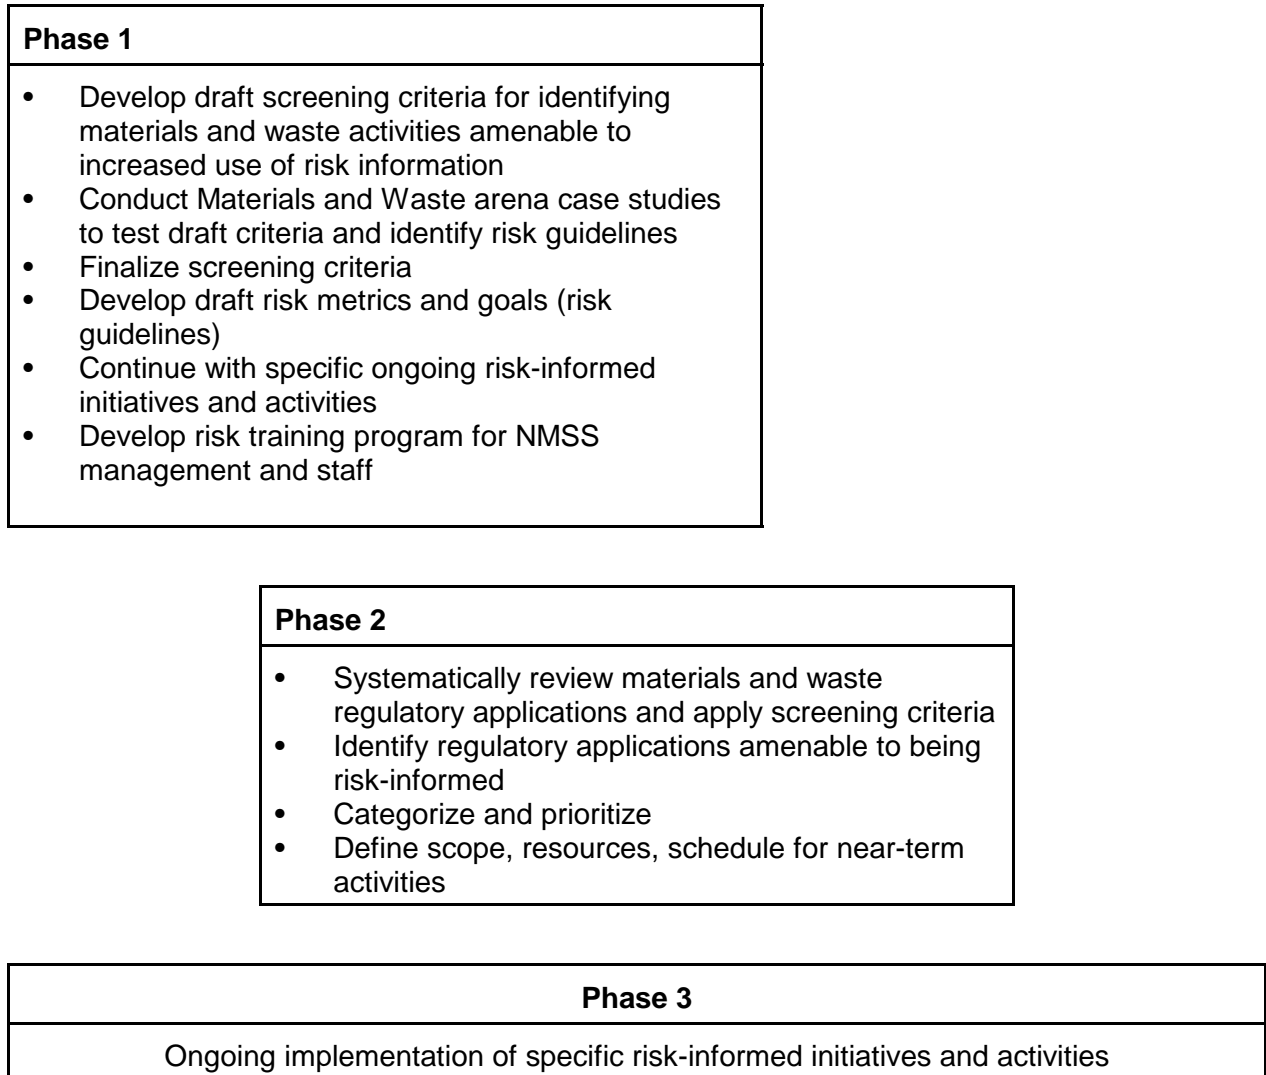 Phase 1
• Develop draft screening criteria for identifying
materials and waste activities amenable to
increased use of risk information
• Conduct Materials and Waste arena case studies
to test draft criteria and identify risk guidelines
• Finalize screening criteria
• Develop draft risk metrics and goals (risk
guidelines)
• Continue with specific ongoing risk-informed
initiatives and activities
• Develop risk training program for NMSS
management and staff
Phase 2
• Systematically review materials and waste
regulatory applications and apply screening criteria
• Identify regulatory applications amenable to being
risk-informed
• Categorize and prioritize
• Define scope, resources, schedule for near-term
activities
Phase 3
Ongoing implementation of specific risk-informed initiatives and activities